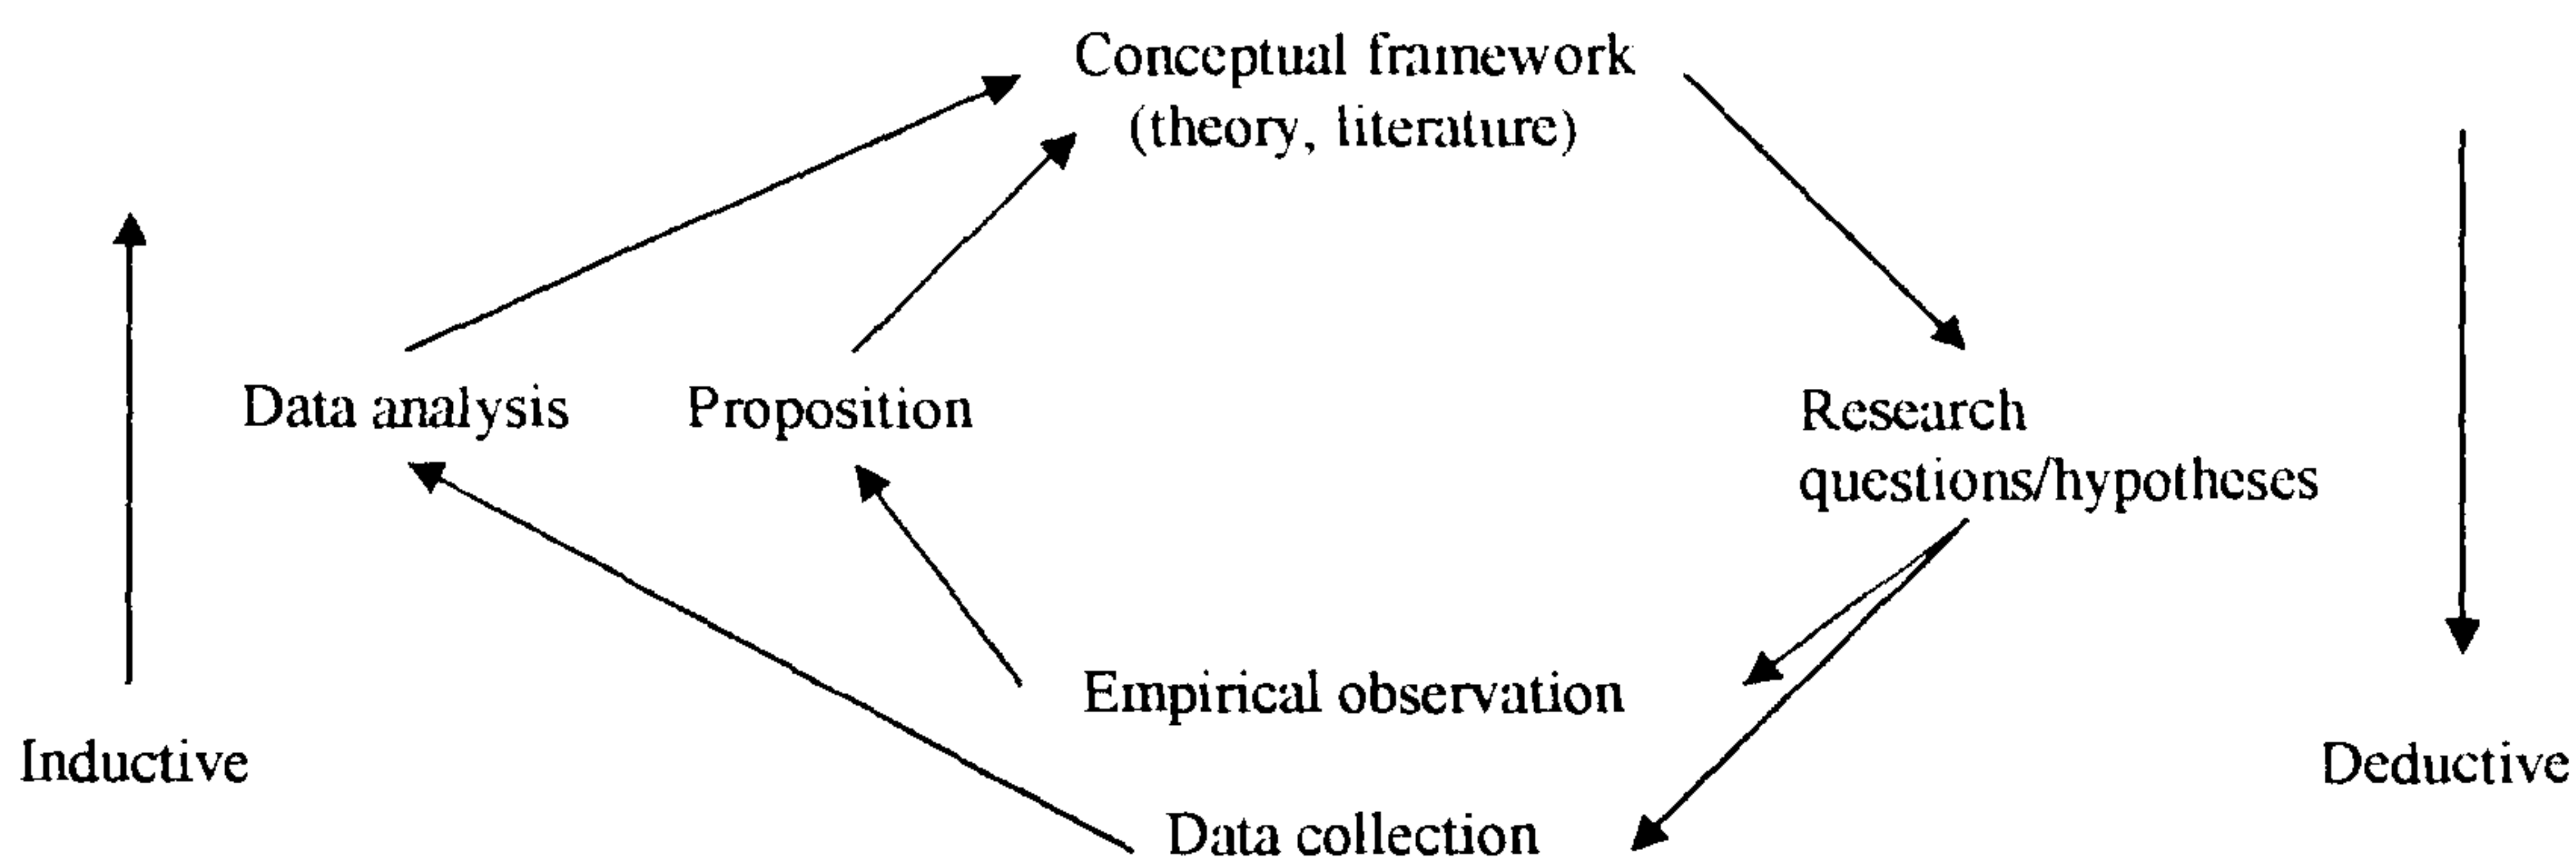 Conceptual framework
(theory, literature)
Data analysis
Proposition
Research
questions/hypotheses
Empirical observation
Inductive
Deductive
Data collection